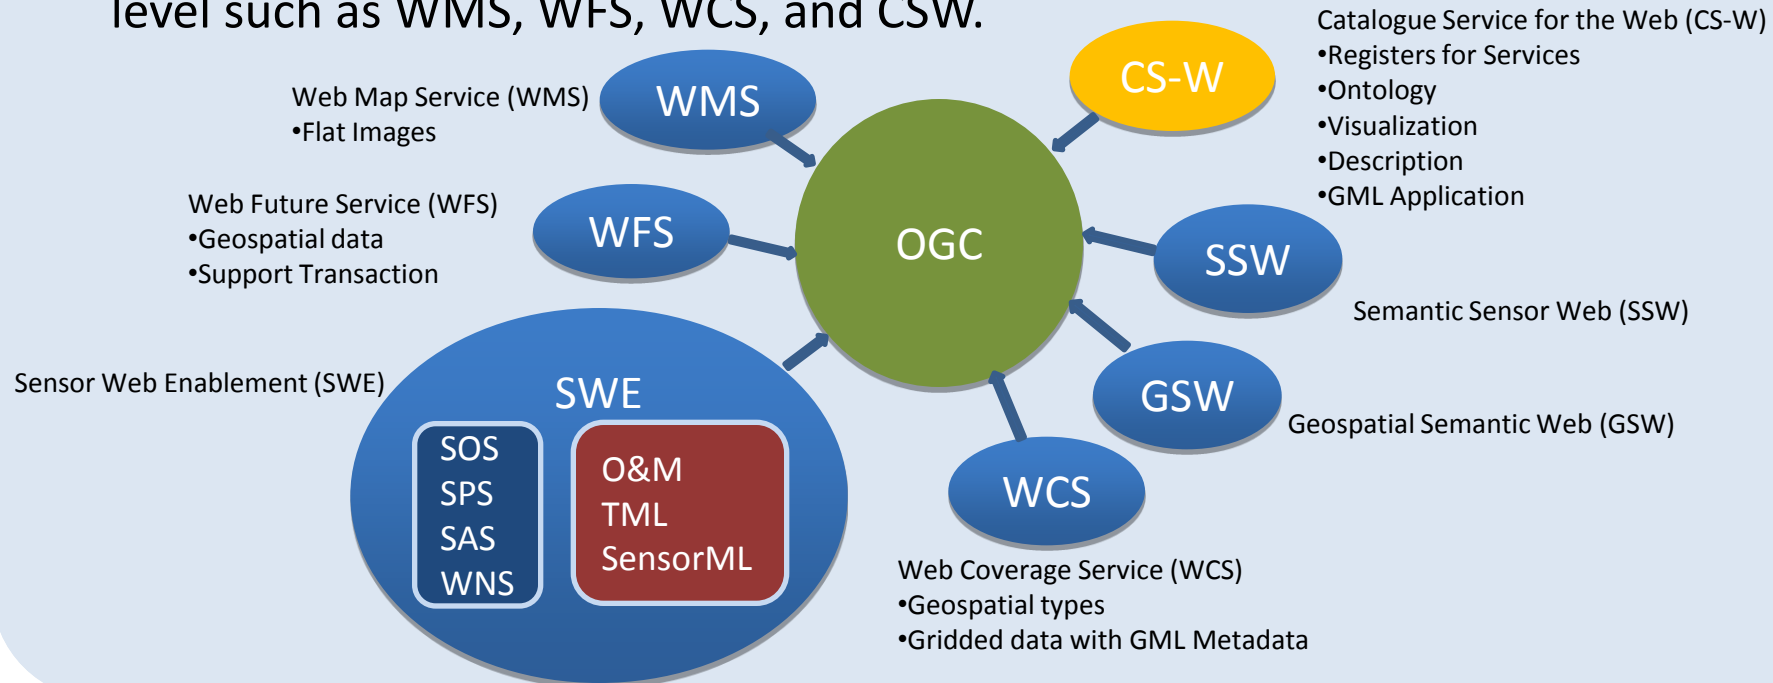 level such as WMS, WFS, WCS, and CSW.
Web Map Service (WMS)
•Flat Images
WMS
CS-W
Catalogue Service for the Web (CS-W)
•Registers for Services
•Ontology
•Visualization
•Description
•GML Application
Web Future Service (WFS)
•Geospatial data
•Support Transaction
WFS
OGC
SSW
Semantic Sensor Web (SSW)
Sensor Web Enablement (SWE)
SWE
SOS
SPS
SAS
WNS
O&M
TML
SensorML
GSW
Geospatial Semantic Web (GSW)
WCS
Web Coverage Service (WCS)
•Geospatial types
•Gridded data with GML Metadata